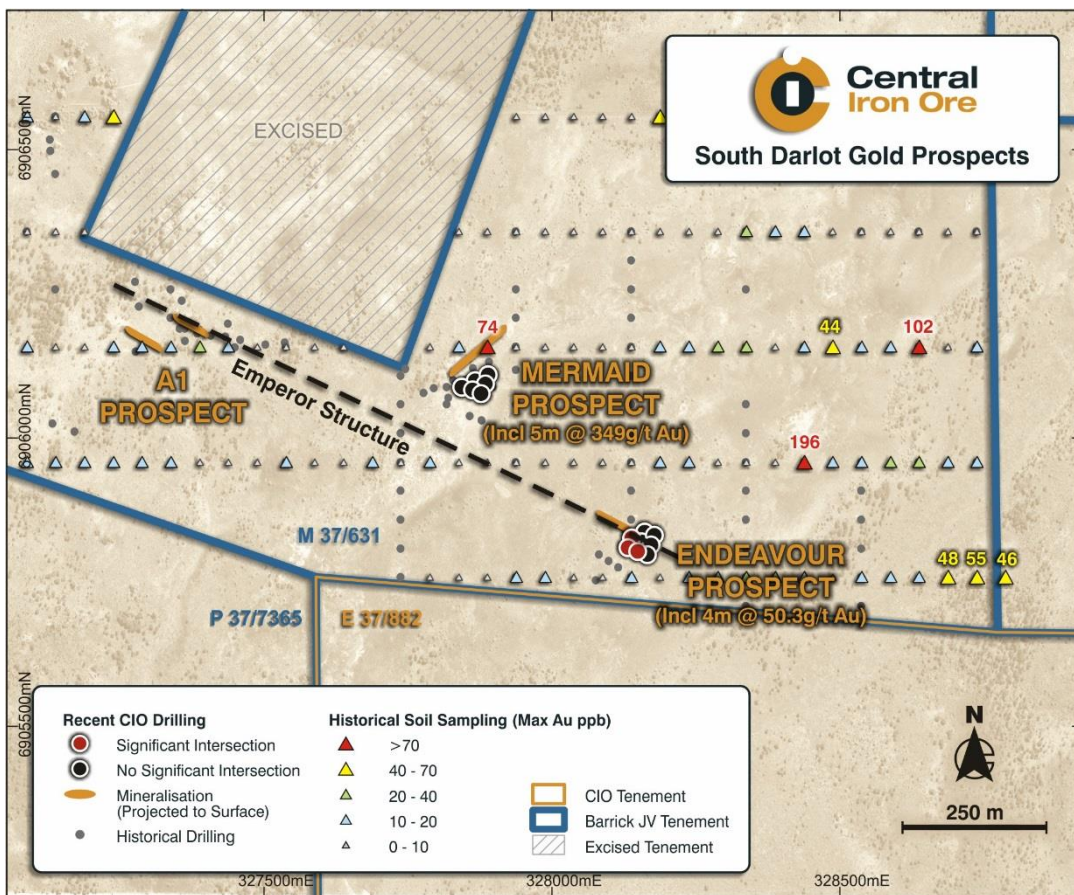 6906500mN
EXCISED
Central
Iron Ore
South Darlot Gold Prospects
74
44
102
A1
PROSPECT
Emperor Structure
MERMAID
PROSPECT
(Incl 5m @ 349g/t Au)
6906000mN
196
M 37/631
ENDEAVOUR
PROSPECT
(Incl 4m @ 50.3g/t Au)
48 55 46
P 37/7365
E 37/882
6905500mN
Recent CIO Drilling
Significant Intersection
No Significant Intersection
Mineralisation
(Projected to Surface)
Historical Drilling
Historical Soil Sampling (Max Au ppb)
>70
40 - 70
20 - 40
10 - 20
0 - 10
CIO Tenement
Barrick JV Tenement
Excised Tenement
N
250 m
327500mE
328000mE
328500mE